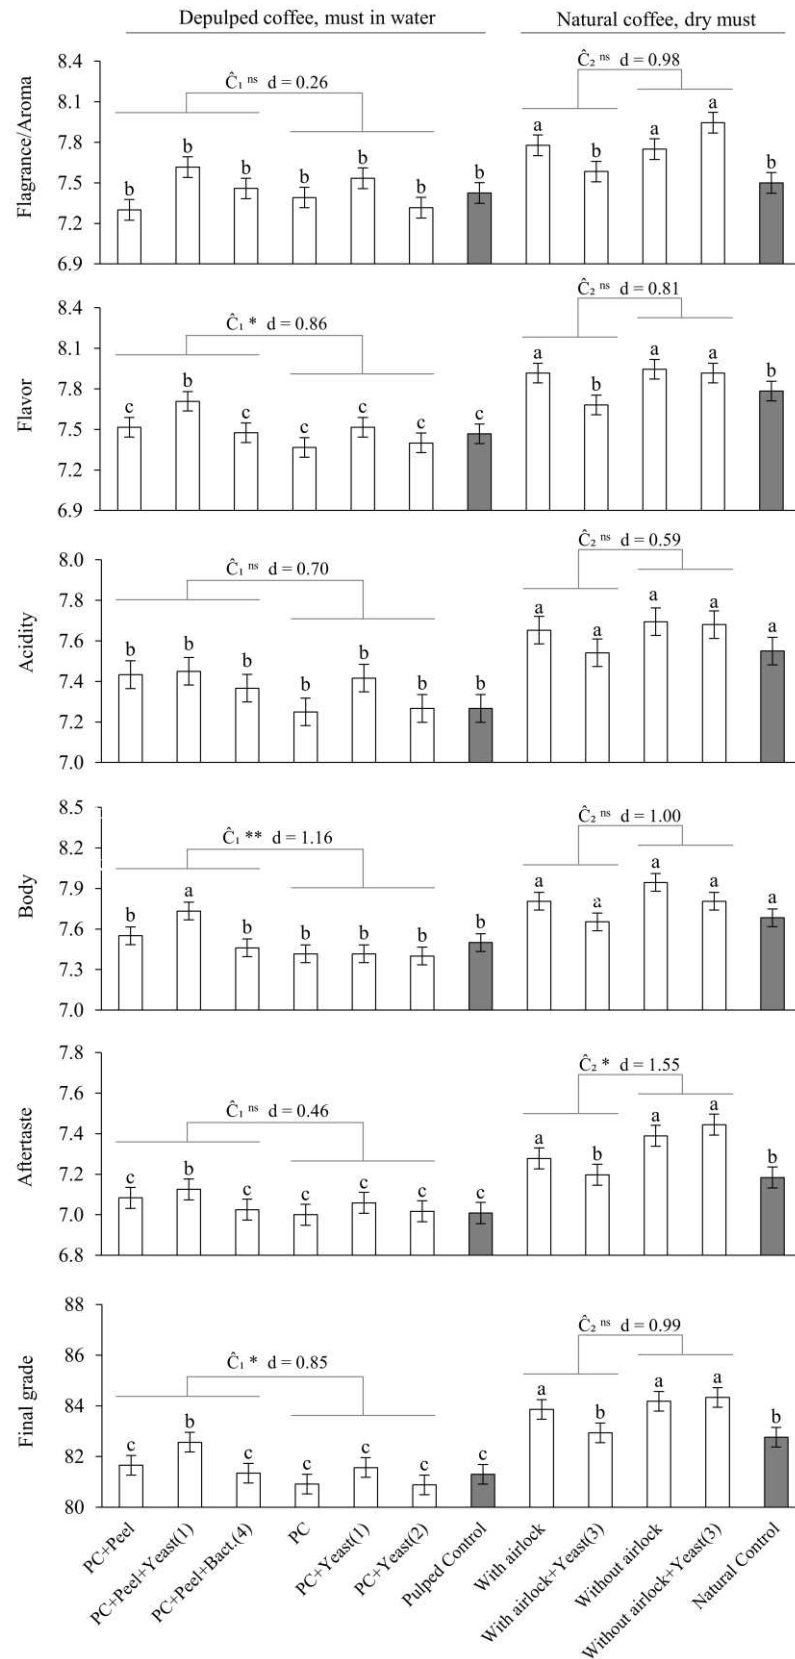 Depulped coffee, must in water
Natural coffee, dry must
Flagrance/Aroma
8.4
8.1
7.8
7.5
7.2
6.9
Ĉ₁ ⁿˢ d = 0.26
Ĉ₂ ⁿˢ d = 0.98
b b b b b b b a b a a b
Flavor
8.4
8.1
7.8
7.5
7.2
6.9
Ĉ₁ * d = 0.86
Ĉ₂ ⁿˢ d = 0.81
c b c c c c c a b a a b
Acidity
8.0
7.8
7.6
7.4
7.2
7.0
Ĉ₁ ⁿˢ d = 0.70
Ĉ₂ ⁿˢ d = 0.59
b b b b b b b a a a a a
Body
8.5
8.2
7.9
7.6
7.3
7.0
Ĉ₁ ** d = 1.16
Ĉ₂ ⁿˢ d = 1.00
b a b b b b b a a a a a
Aftertaste
7.8
7.6
7.4
7.2
7.0
6.8
Ĉ₁ ⁿˢ d = 0.46
Ĉ₂ * d = 1.55
c b c c c c c a b a a b
Final grade
88
86
84
82
80
Ĉ₁ * d = 0.85
Ĉ₂ ⁿˢ d = 0.99
c b c c c c c a b a a b
PC+Peel
PC+Peel+Yeast(1)
PC+Peel+Bact.(4)
PC
PC+Yeast(1)
PC+Yeast(2)
Pulped Control
With airlock
With airlock+Yeast(3)
Without airlock
Without airlock+Yeast(3)
Natural Control